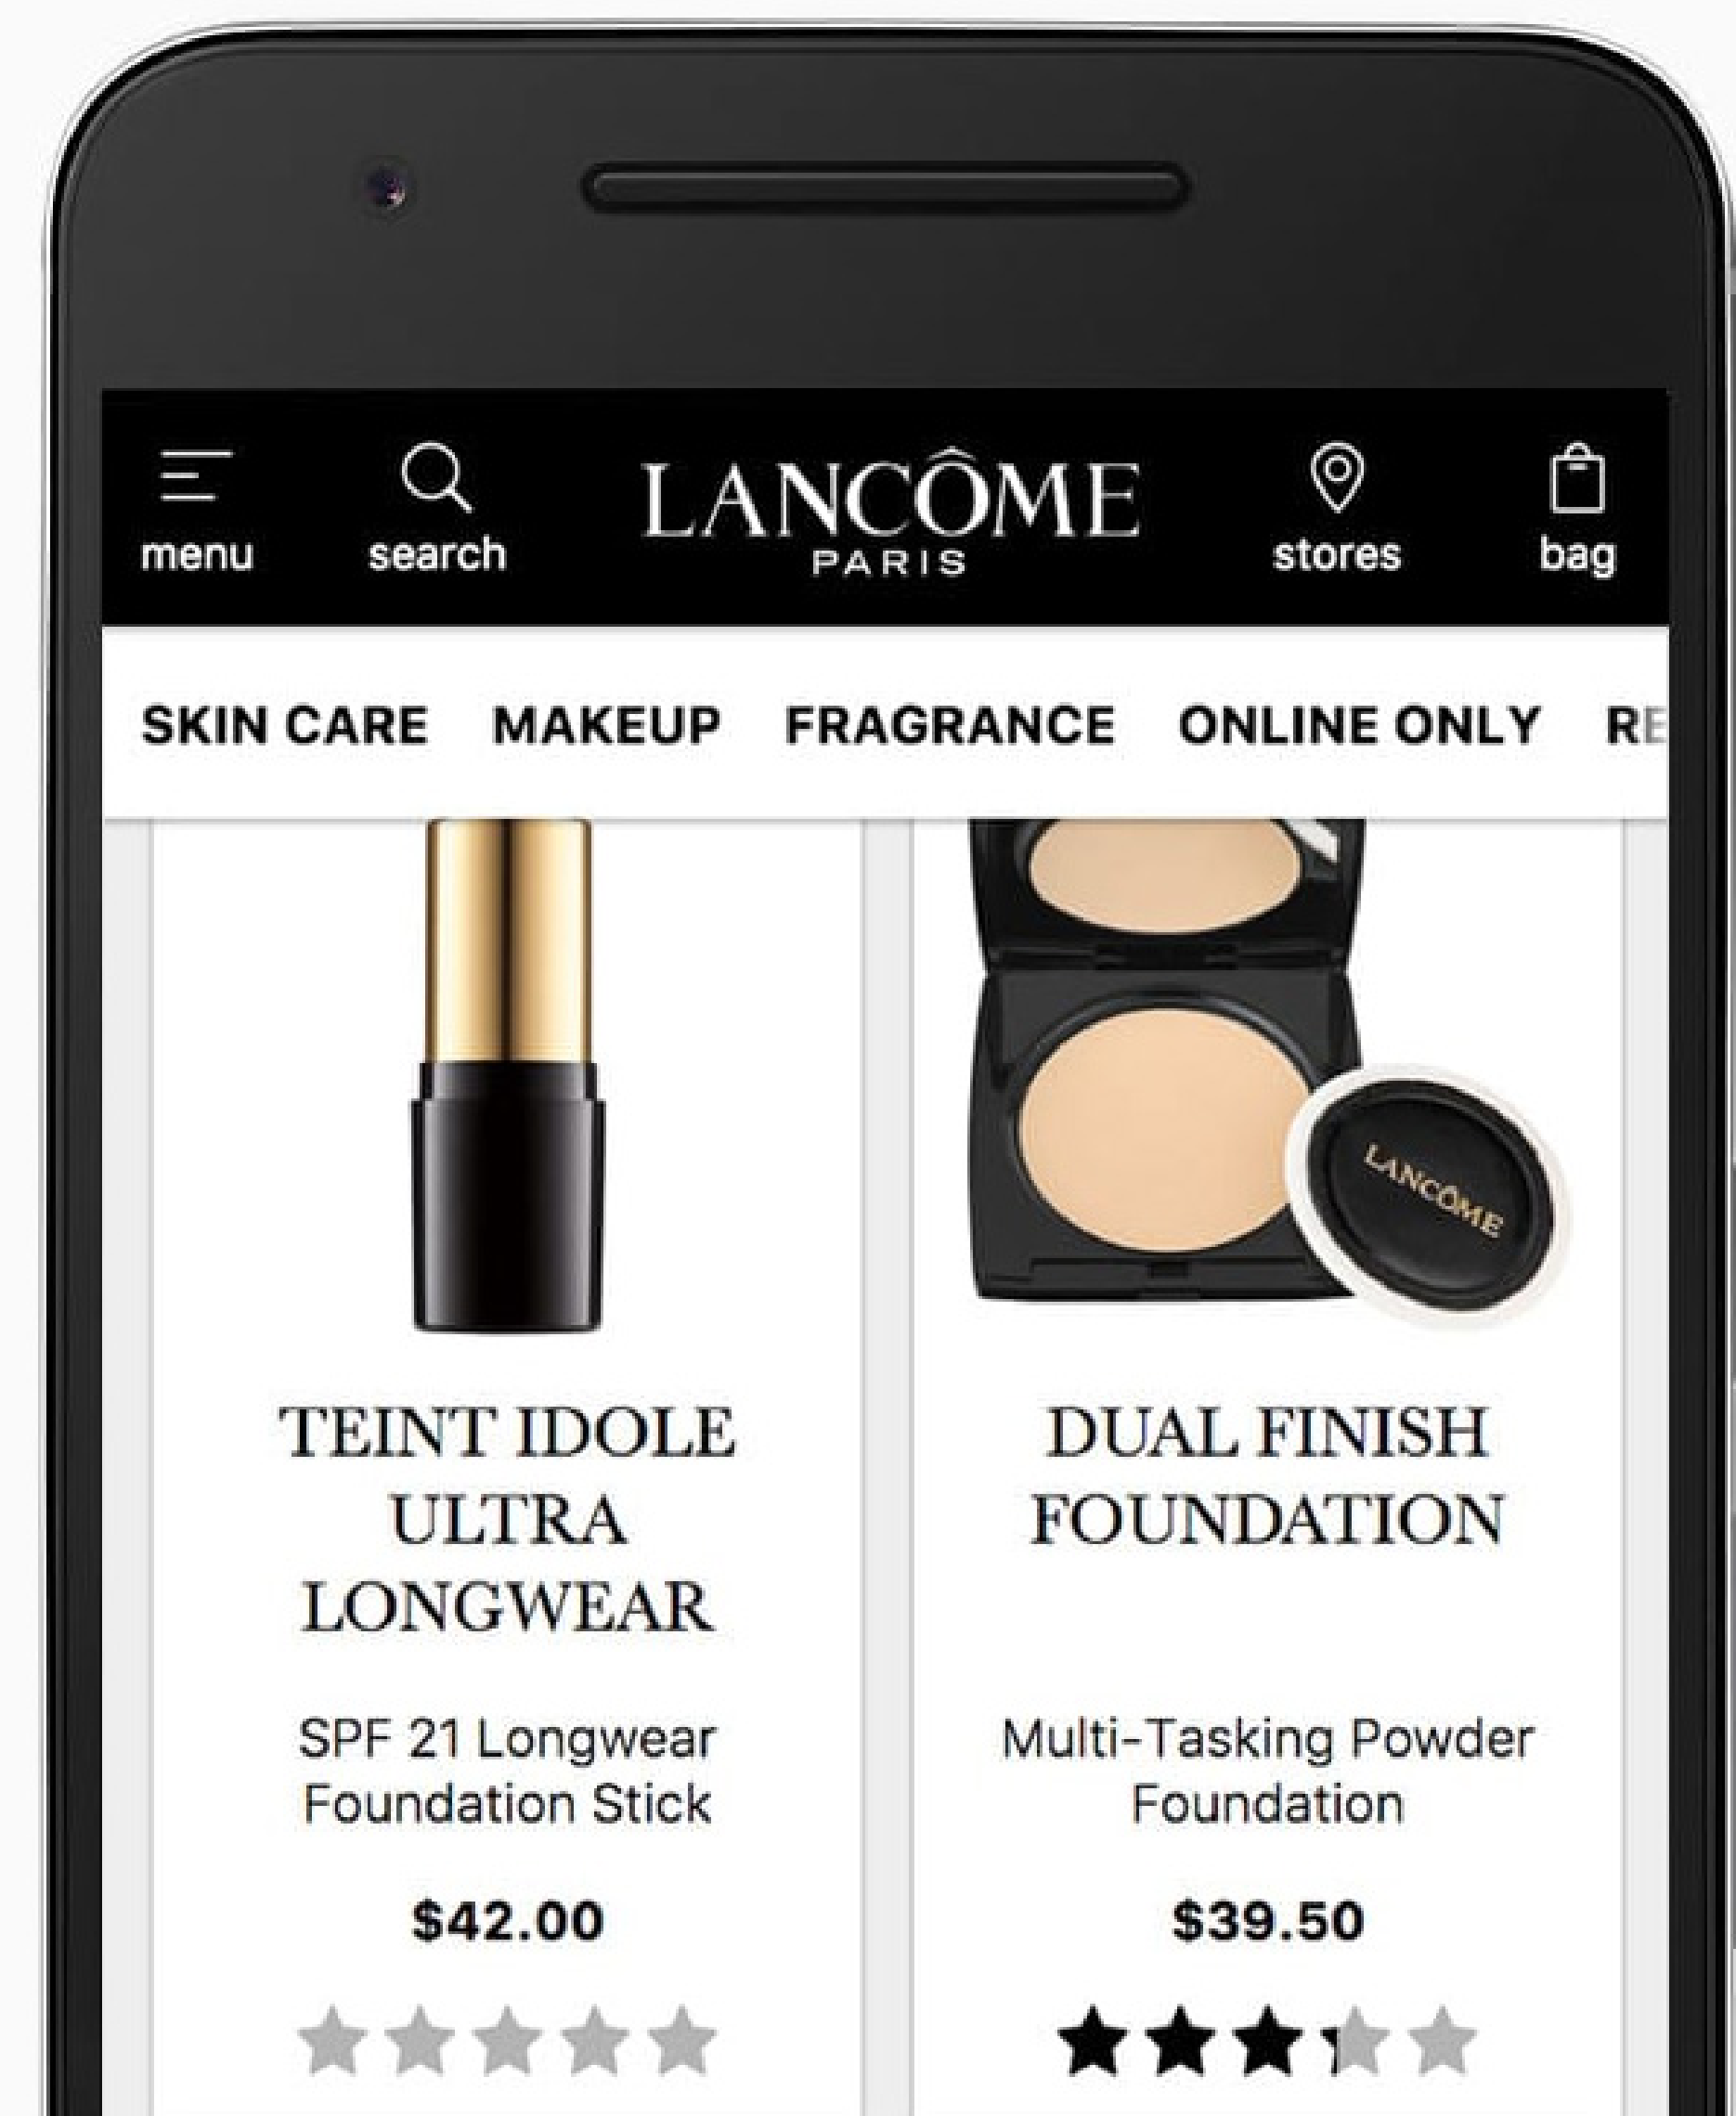 menu
search
LANCÔME
PARIS
stores
bag
SKIN CARE MAKEUP FRAGRANCE ONLINE ONLY RE
LANCÔME
TEINT IDOLE
ULTRA
LONGWEAR
SPF 21 Longwear
Foundation Stick
$42.00
DUAL FINISH
FOUNDATION
Multi-Tasking Powder
Foundation
$39.50